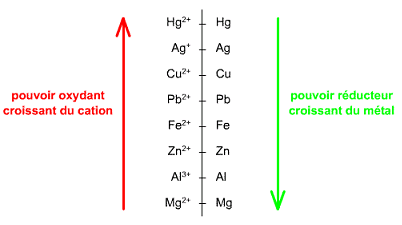 Hg²⁺ Hg
Ag⁺ Ag
Cu²⁺ Cu
pouvoir oxydant
croissant du cation
Pb²⁺ Pb
pouvoir réducteur
croissant du métal
Fe²⁺ Fe
Zn²⁺ Zn
Al³⁺ Al
Mg²⁺ Mg